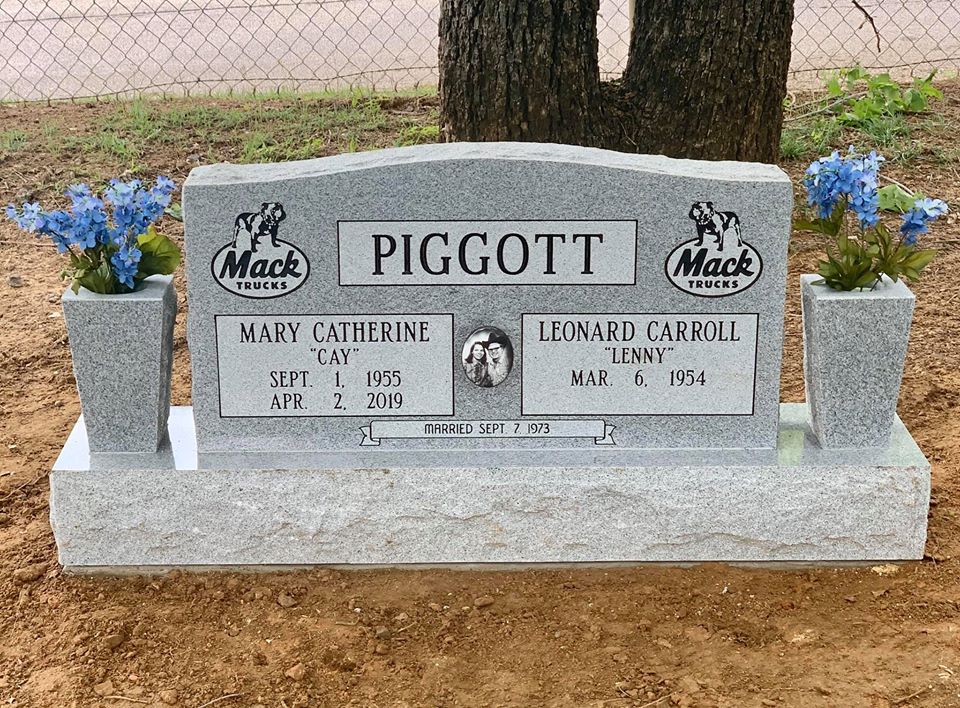 PIGGOTT
Mack
TRUCKS
Mack
TRUCKS
MARY CATHERINE
"CAY"
SEPT. 1, 1955
APR. 2, 2019
LEONARD CARROLL
"LENNY"
MAR. 6, 1954
MARRIED SEPT. 7, 1973